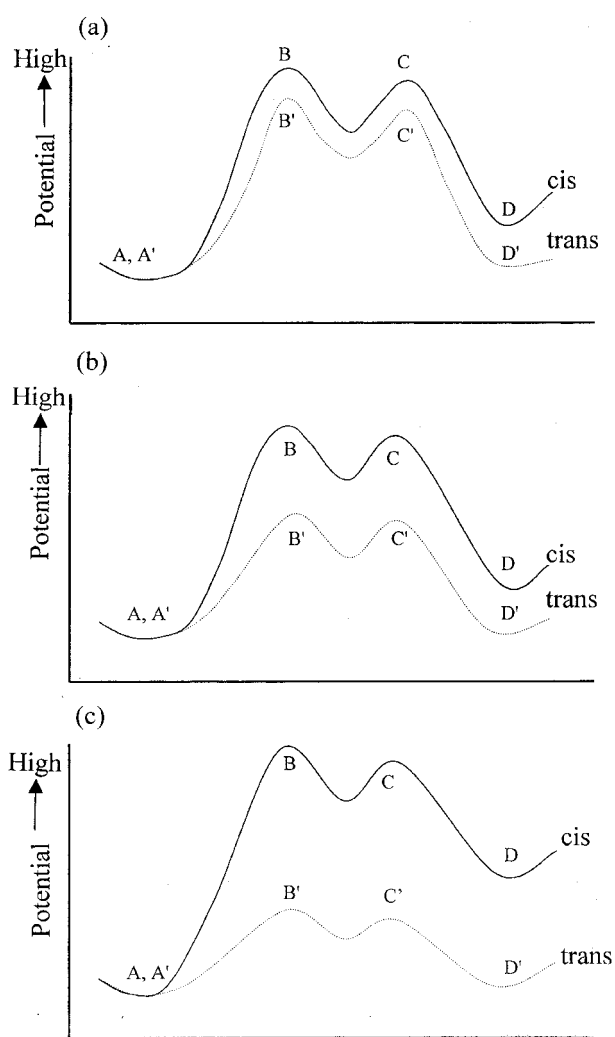 (a)
High
Potential
B
C
B'
C'
A, A'
D
cis
D'
trans
(b)
High
Potential
B
C
B'
C'
A, A'
D
cis
D'
trans
(c)
High
Potential
B
C
B'
C'
A, A'
D
cis
D'
trans